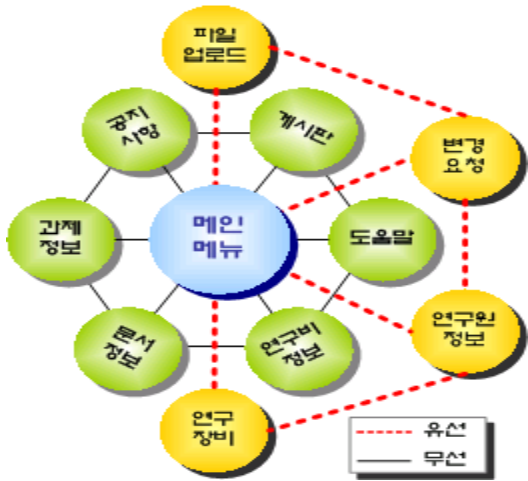 파일
업로드
공지
사항
게시판
변경
요청
과제
정보
메인
메뉴
도움말
문서
정보
연구비
정보
연구원
정보
연구
장비
유선
무선